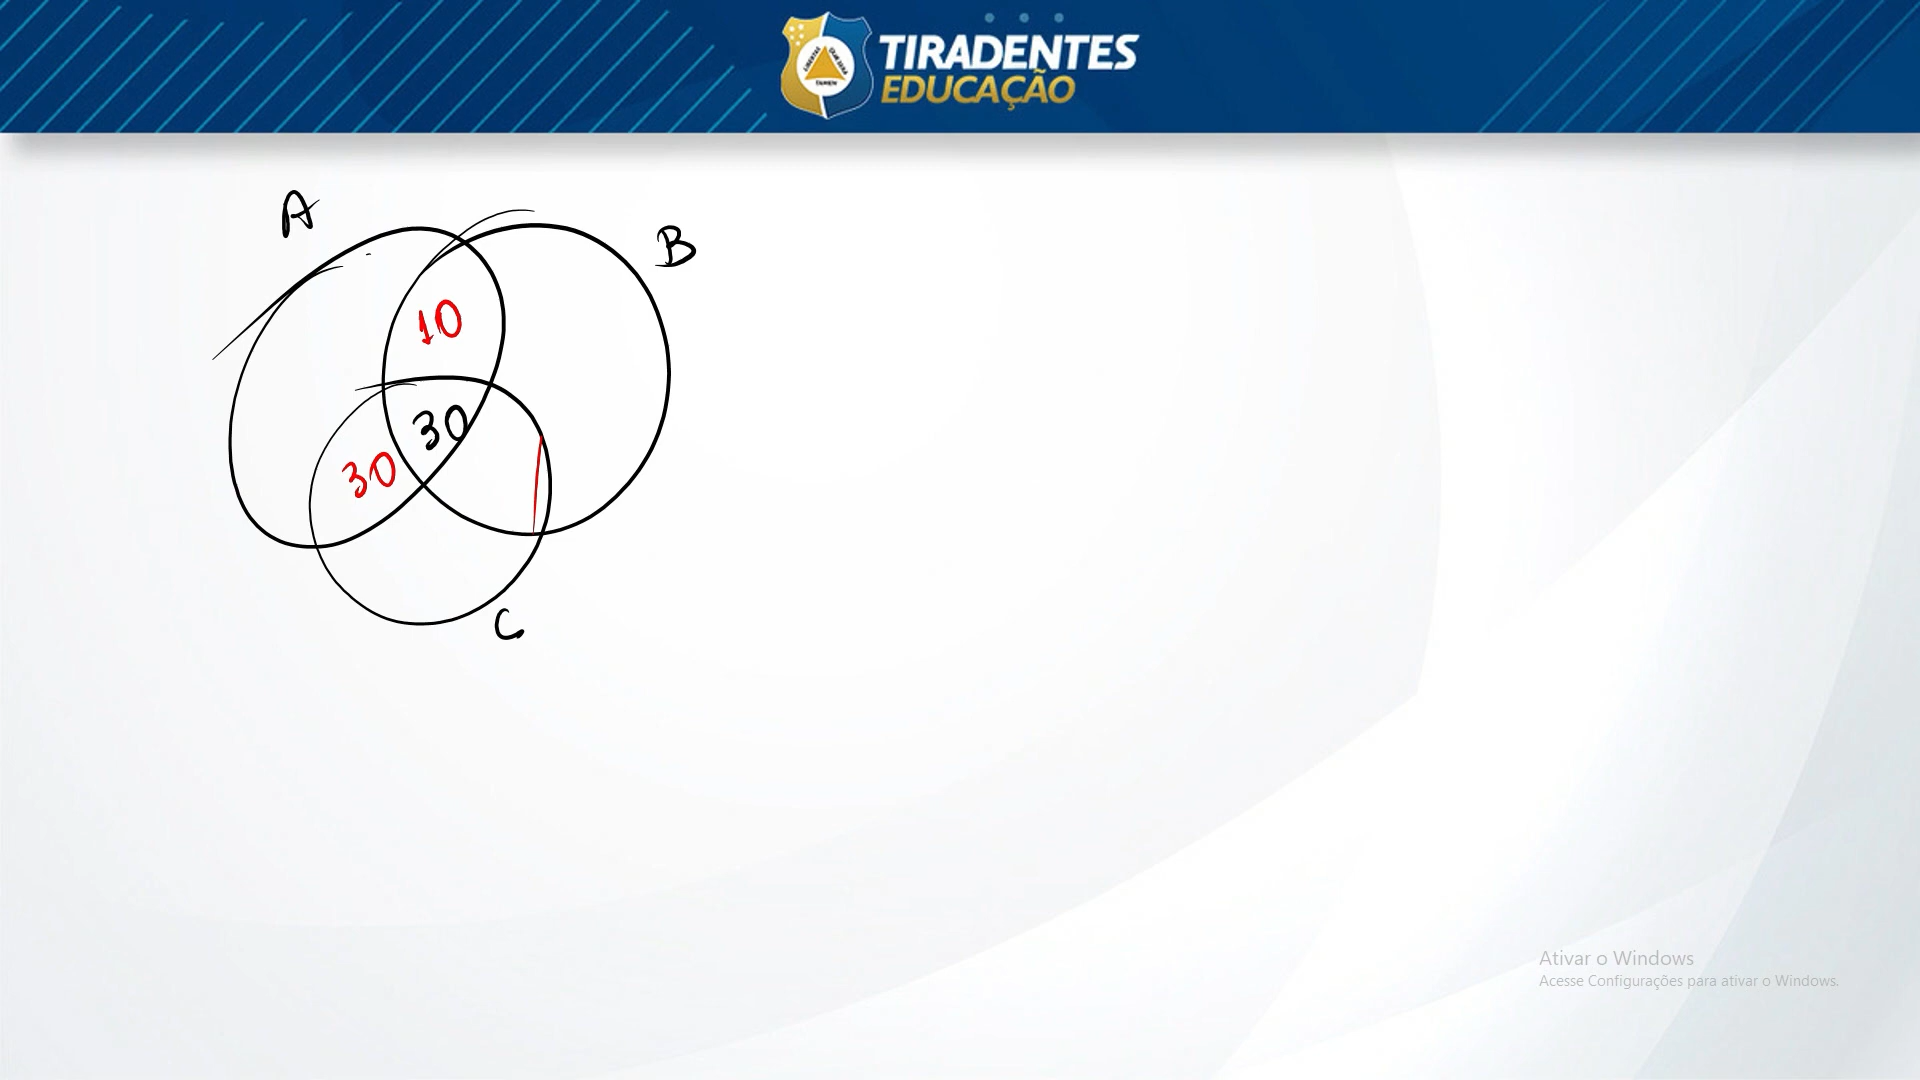 TIRADENTES
EDUCAÇÃO
A
B
10
30
30
C
Ativar o Windows
Acesse Configurações para ativar o Windows.